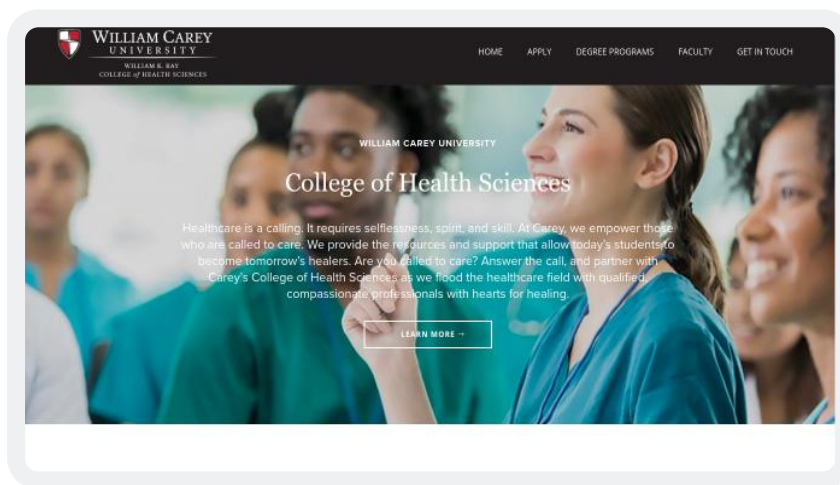 WILLIAM CAREY
UNIVERSITY
WILLIAM K. RAY
COLLEGE of HEALTH SCIENCES
HOME APPLY DEGREE PROGRAMS FACULTY GET IN TOUCH
WILLIAM CAREY UNIVERSITY
College of Health Sciences
Healthcare is a calling. It requires selflessness, spirit, and skill. At Carey, we empower those
who are called to care. We provide the resources and support that allow today's students to
become tomorrow's healers. Are you called to care? Answer the call, and partner with
Carey's College of Health Sciences as we flood the healthcare field with qualified,
compassionate professionals with hearts for healing.
LEARN MORE →